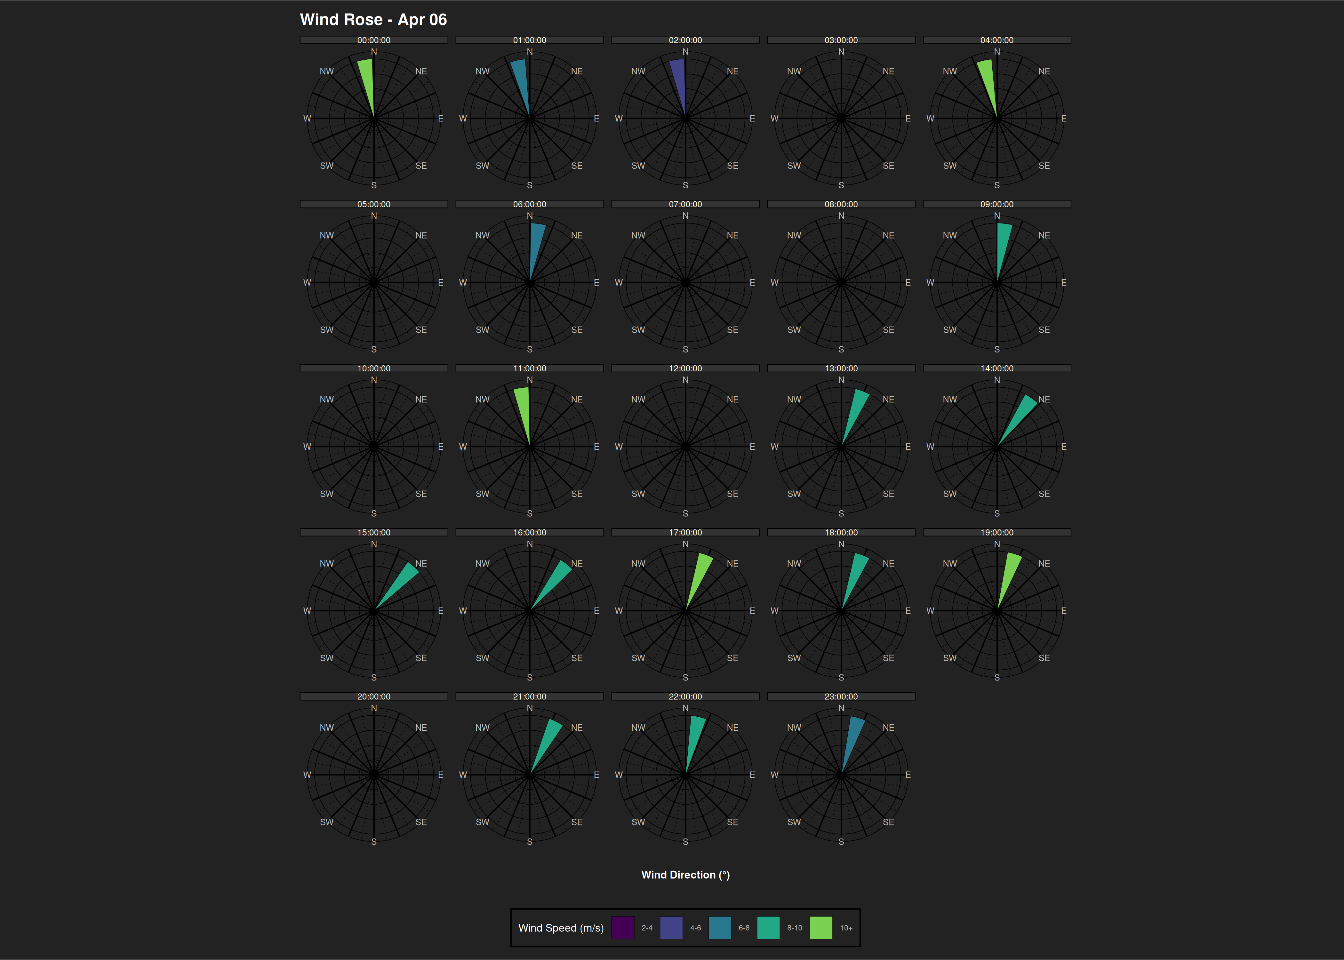 Wind Rose - Apr 06
00:00:00 01:00:00 02:00:00 03:00:00 04:00:00
N N N N N
NW NE NW NE NW NE NW NE NW NE
W E W E W E W E W E
SW SE SW SE SW SE SW SE SW SE
S S S S S
05:00:00 06:00:00 07:00:00 08:00:00 09:00:00
N N N N N
NW NE NW NE NW NE NW NE NW NE
W E W E W E W E W E
SW SE SW SE SW SE SW SE SW SE
S S S S S
10:00:00 11:00:00 12:00:00 13:00:00 14:00:00
N N N N N
NW NE NW NE NW NE NW NE NW NE
W E W E W E W E W E
SW SE SW SE SW SE SW SE SW SE
S S S S S
15:00:00 16:00:00 17:00:00 18:00:00 19:00:00
N N N N N
NW NE NW NE NW NE NW NE NW NE
W E W E W E W E W E
SW SE SW SE SW SE SW SE SW SE
S S S S S
20:00:00 21:00:00 22:00:00 23:00:00
N N N N
NW NE NW NE NW NE NW NE
W E W E W E W E
SW SE SW SE SW SE SW SE
S S S S
Wind Direction (°)
Wind Speed (m/s) 2-4 4-6 6-8 8-10 10+